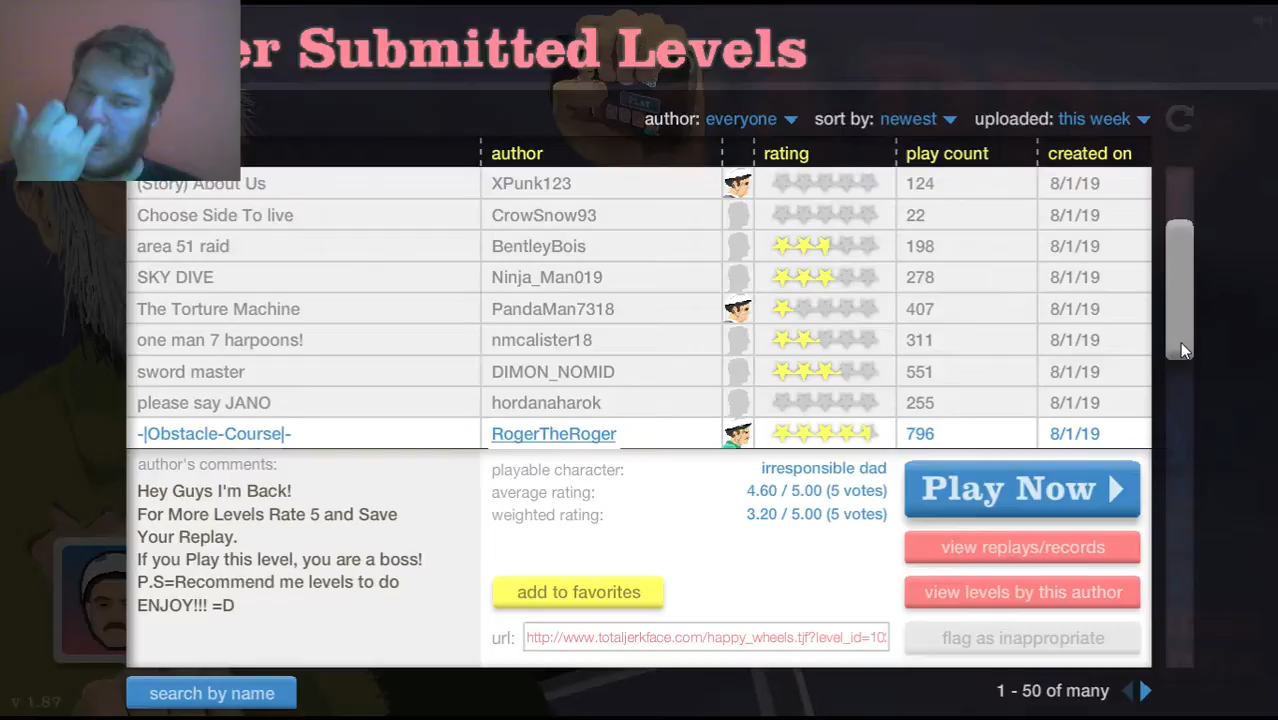 er Submitted Levels
PLAY
author: everyone sort by: newest uploaded: this week
author rating play count created on
(Story) About Us XPunk123 124 8/1/19
Choose Side To live CrowSnow93 22 8/1/19
area 51 raid BentleyBois 198 8/1/19
SKY DIVE Ninja_Man019 278 8/1/19
The Torture Machine PandaMan7318 407 8/1/19
one man 7 harpoons! nmcalister18 311 8/1/19
sword master DIMON_NOMID 551 8/1/19
please say JANO hordanaharok 255 8/1/19
-|Obstacle-Course|- RogerTheRoger 796 8/1/19
author's comments:
Hey Guys I'm Back!
For More Levels Rate 5 and Save
Your Replay.
If you Play this level, you are a boss!
P.S=Recommend me levels to do
ENJOY!!! =D
playable character: irresponsible dad
average rating: 4.60 / 5.00 (5 votes)
weighted rating: 3.20 / 5.00 (5 votes)
add to favorites
url: http://www.totaljerkface.com/happy_wheels.tjf?level_id=10
Play Now
view replays/records
view levels by this author
flag as inappropriate
search by name
1 - 50 of many
v 1.87